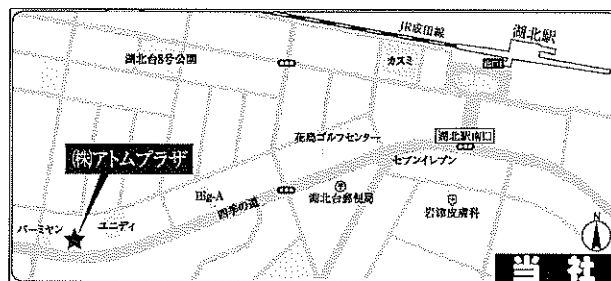 JR成田線
湖北駅
湖北台8号公園
カスミ
花島ゴルフセンター
湖北駅南口
セブンイレブン
㈱アトムプラザ
Big-A
四季の道
湖北台郵便局
岩渕皮膚科
バーミヤン
ユニディ
N
当社